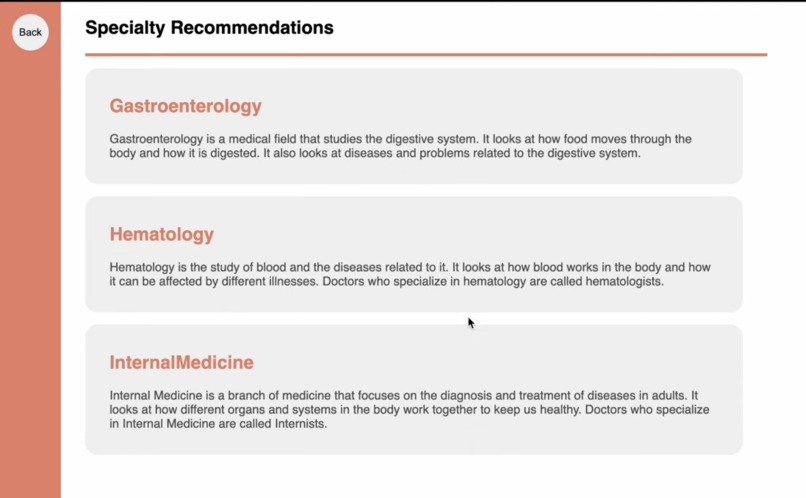 Back
Specialty Recommendations
Gastroenterology
Gastroenterology is a medical field that studies the digestive system. It looks at how food moves through the
body and how it is digested. It also looks at diseases and problems related to the digestive system.
Hematology
Hematology is the study of blood and the diseases related to it. It looks at how blood works in the body and how
it can be affected by different illnesses. Doctors who specialize in hematology are called hematologists.
InternalMedicine
Internal Medicine is a branch of medicine that focuses on the diagnosis and treatment of diseases in adults. It
looks at how different organs and systems in the body work together to keep us healthy. Doctors who specialize
in Internal Medicine are called Internists.